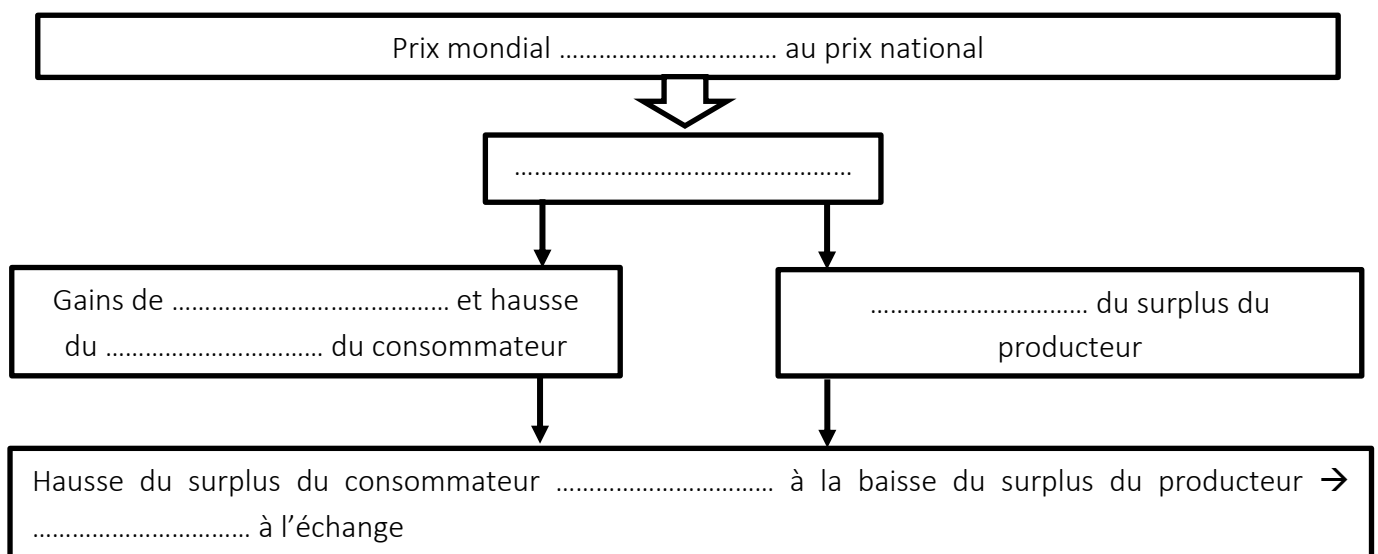 Prix mondial ................................. au prix national
...................................................
Gains de .......................................... et hausse
du ................................. du consommateur
................................. du surplus du
producteur
Hausse du surplus du consommateur ................................. à la baisse du surplus du producteur →
................................. à l’échange